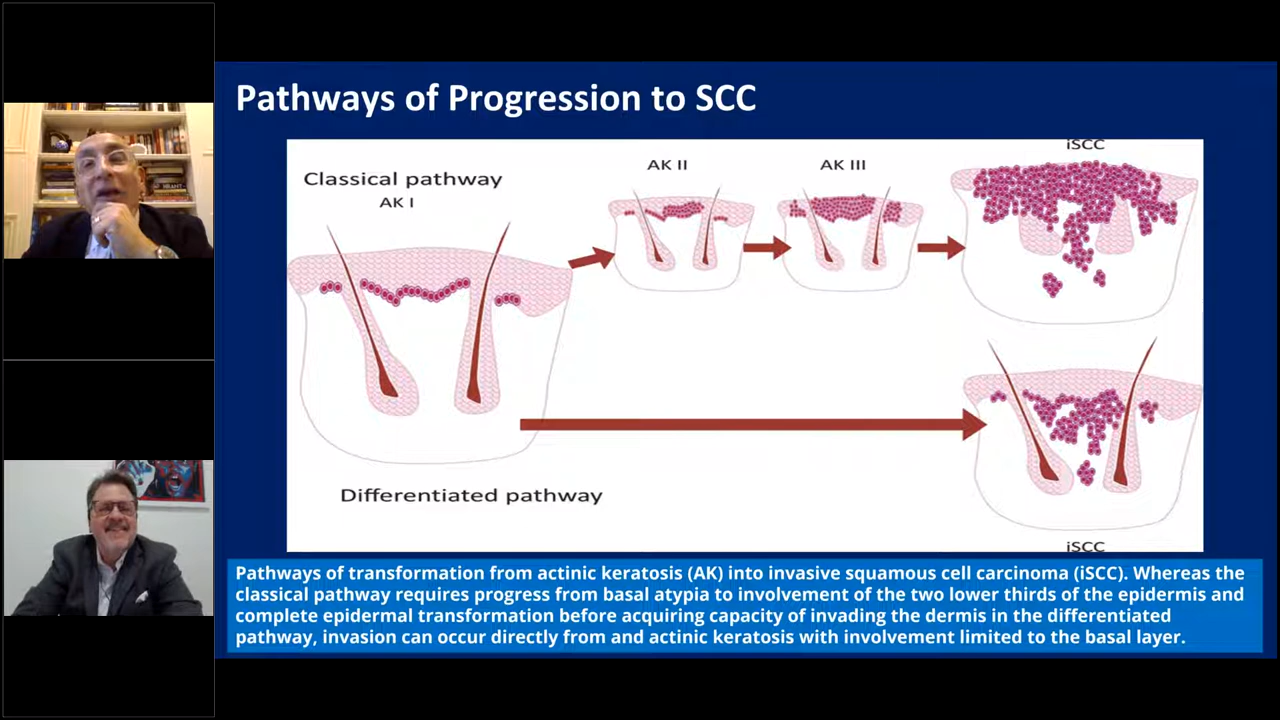 Pathways of Progression to SCC
Classical pathway
AK I
AK II
AK III
iSCC
Differentiated pathway
iSCC
Pathways of transformation from actinic keratosis (AK) into invasive squamous cell carcinoma (iSCC). Whereas the
classical pathway requires progress from basal atypia to involvement of the two lower thirds of the epidermis and
complete epidermal transformation before acquiring capacity of invading the dermis in the differentiated
pathway, invasion can occur directly from and actinic keratosis with involvement limited to the basal layer.